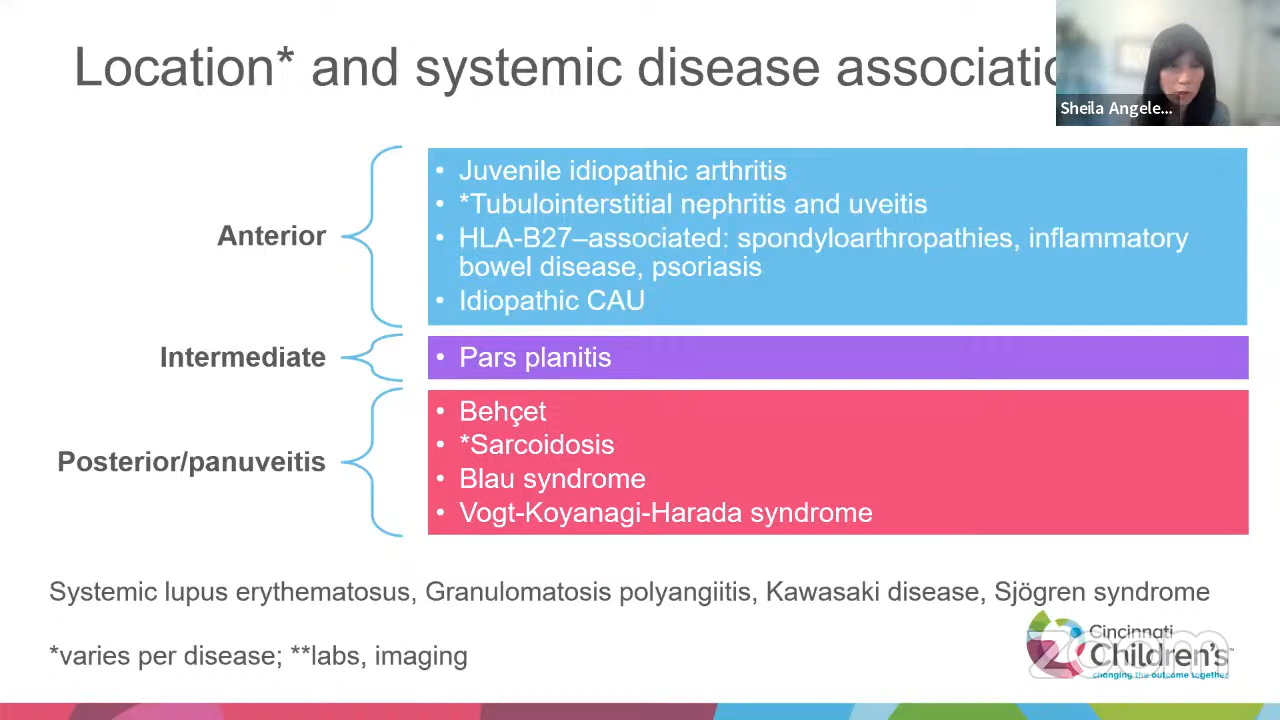 Location* and systemic disease associatio
Sheila Angele...
Anterior
• Juvenile idiopathic arthritis
• *Tubulointerstitial nephritis and uveitis
• HLA-B27–associated: spondyloarthropathies, inflammatory
bowel disease, psoriasis
• Idiopathic CAU
Intermediate
• Pars planitis
Posterior/panuveitis
• Behçet
• *Sarcoidosis
• Blau syndrome
• Vogt-Koyanagi-Harada syndrome
Systemic lupus erythematosus, Granulomatosis polyangiitis, Kawasaki disease, Sjögren syndrome
*varies per disease; **labs, imaging
Cincinnati
Children's™
changing the outcome together
zoom